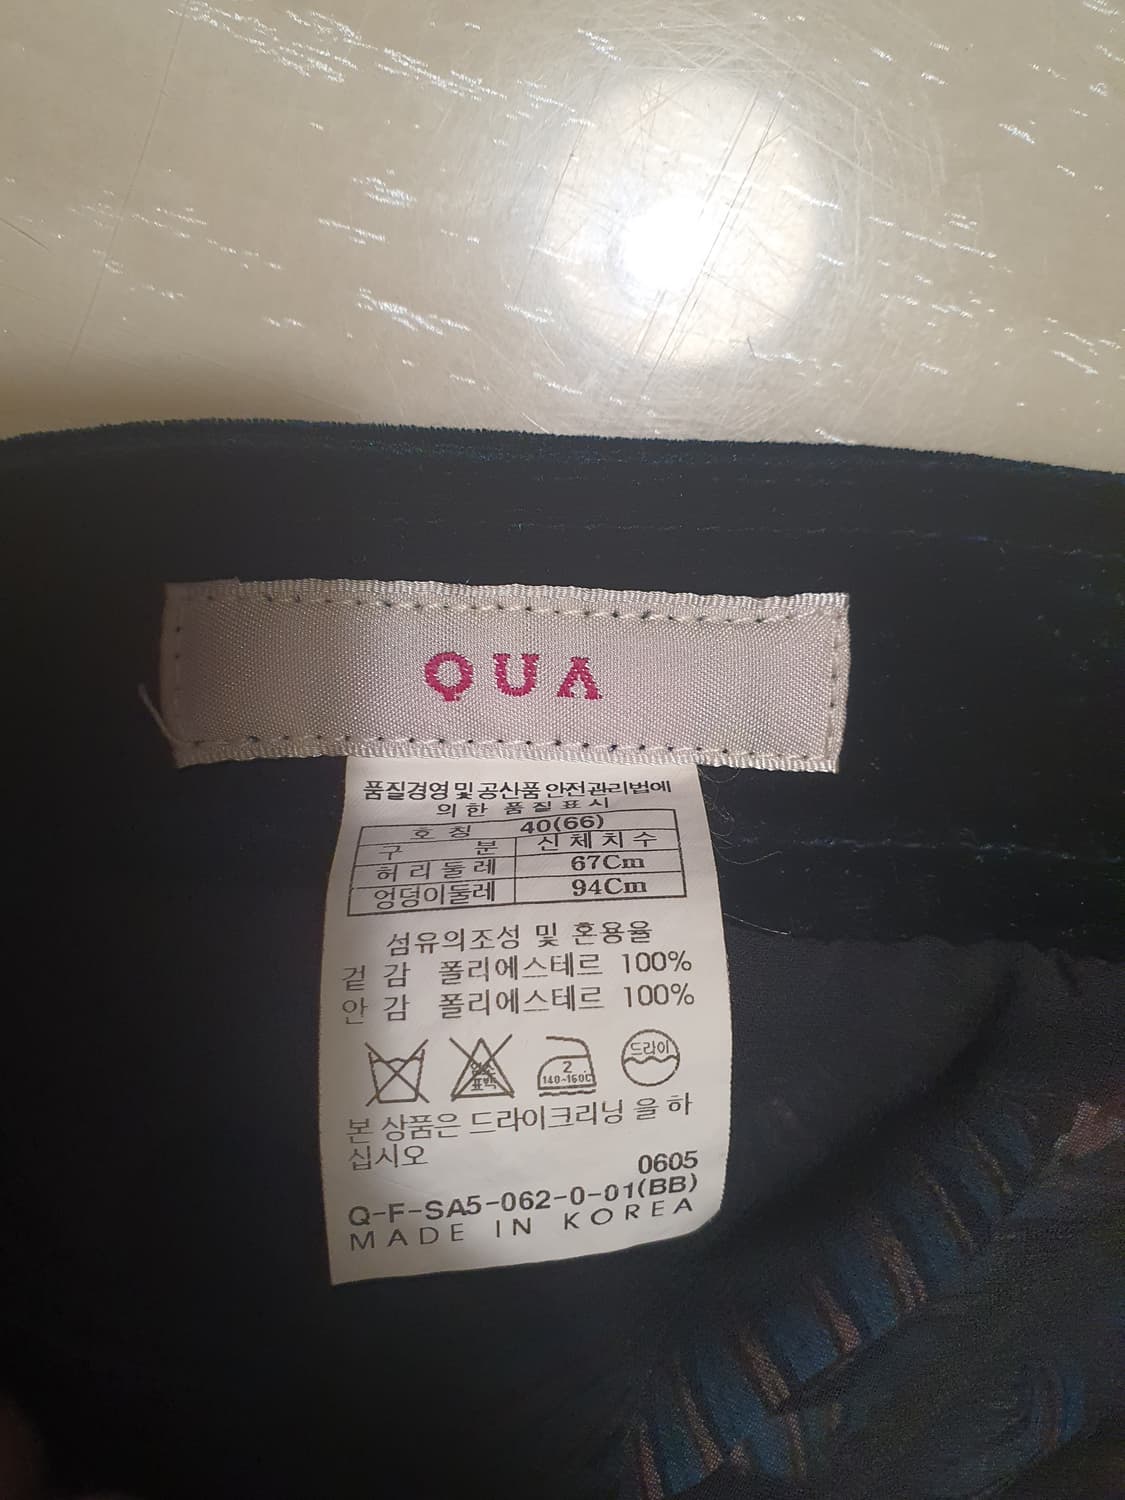 QUA
품질경영 및 공산품 안전관리법에
의한 품질표시
호칭 40(66)
구 분 신체치수
허리둘레 67Cm
엉덩이둘레 94Cm
섬유의조성 및 혼용율
겉 감 폴리에스테르 100%
안 감 폴리에스테르 100%
염소
표백
2
140~160℃
드라이
본 상품은 드라이크리닝 을 하
십시오
0605
Q-F-SA5-062-0-01(BB)
MADE IN KOREA